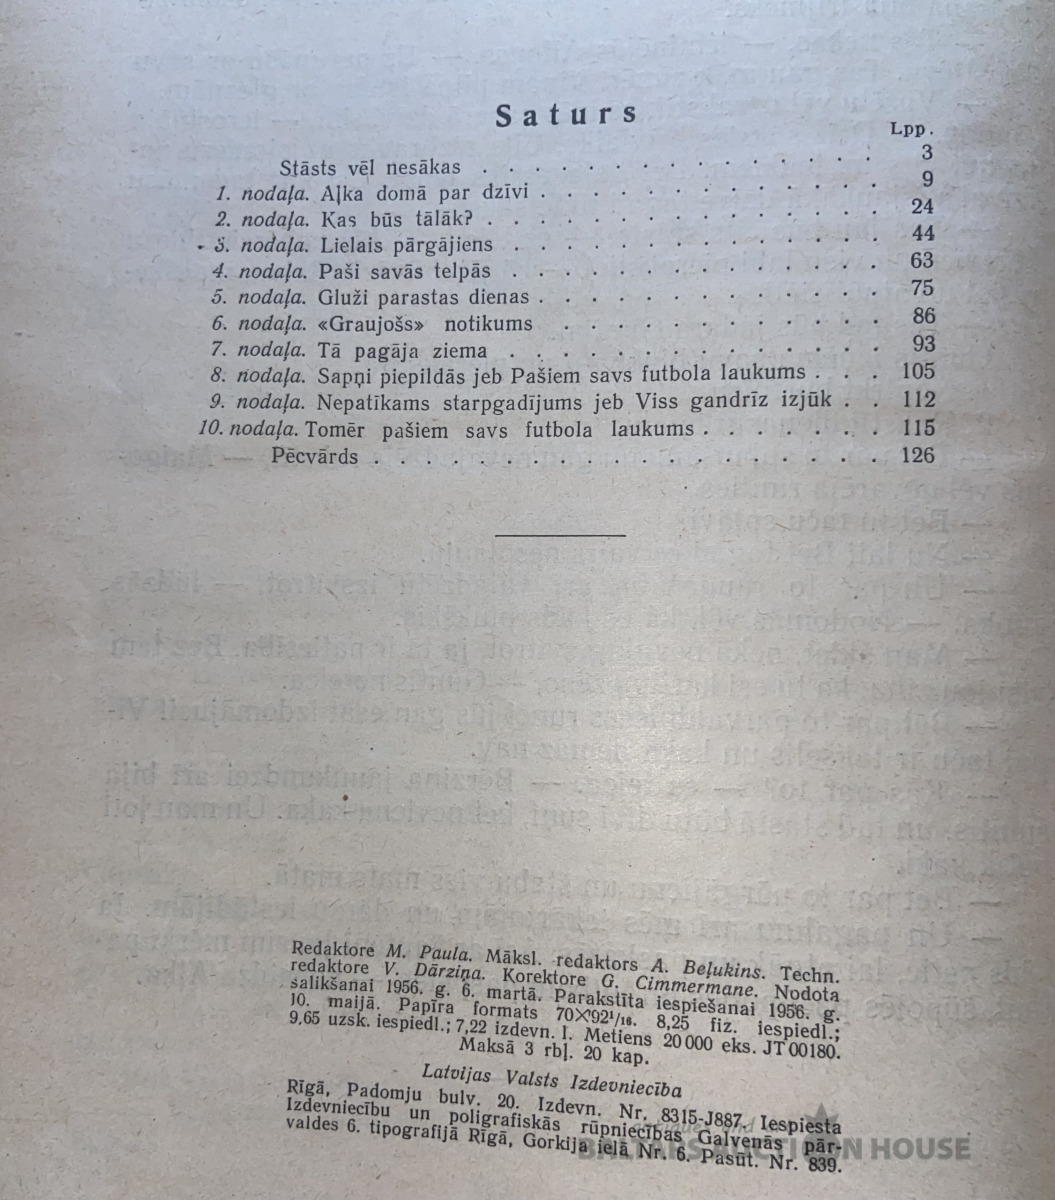 Saturs
Lpp.
Stāsts vēl nesākas . . . . . . . . . . . . . . . 3
1. nodaļa. Aļka domā par dzīvi . . . . . . . . . . . . . 9
2. nodaļa. Kas būs tālāk? . . . . . . . . . . . . . . . 24
3. nodaļa. Lielais pārgājiens . . . . . . . . . . . . . . 44
4. nodaļa. Paši savās telpās . . . . . . . . . . . . . . 63
5. nodaļa. Gluži parastas dienas . . . . . . . . . . . . . 75
6. nodaļa. «Graujošs» notikums . . . . . . . . . . . . 86
7. nodaļa. Tā pagāja ziema . . . . . . . . . . . . . . 93
8. nodaļa. Sapņi piepildās jeb Pašiem savs futbola laukums . . . 105
9. nodaļa. Nepatīkams starpgadījums jeb Viss gandrīz izjūk . . 112
10. nodaļa. Tomēr pašiem savs futbola laukums . . . . . . . 115
Pēcvārds . . . . . . . . . . . . . . . . . . . 126
Redaktore M. Paula. Māksl. redaktors A. Beļukins. Techn.
redaktore V. Dārziņa. Korektore G. Cimmermane. Nodota
salikšanai 1956. g. 6. martā. Parakstīta iespiešanai 1956. g.
10. maijā. Papīra formats 70×92¹/₁₆. 8,25 fiz. iespiedl.;
9,65 uzsk. iespiedl.; 7,22 izdevn. l. Metiens 20 000 eks. JT 00180.
Maksā 3 rbļ. 20 kap.
Latvijas Valsts Izdevniecība
Rīgā, Padomju bulv. 20. Izdevn. Nr. 8315-J887. Iespiesta
Izdevniecību un poligrafiskās rūpniecības Galvenās pār-
valdes 6. tipografijā Rīgā, Gorkija ielā Nr. 6. Pasūt. Nr. 839.
BALTARS AUCTION HOUSE